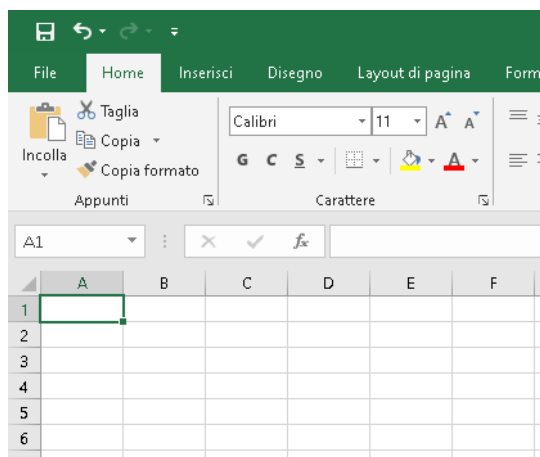 File Home Inserisci Disegno Layout di pagina Form
Taglia
Copia
Copia formato
Incolla
Appunti
Calibri 11 A A
G C S A
Carattere
A1 fx
A B C D E F
1
2
3
4
5
6